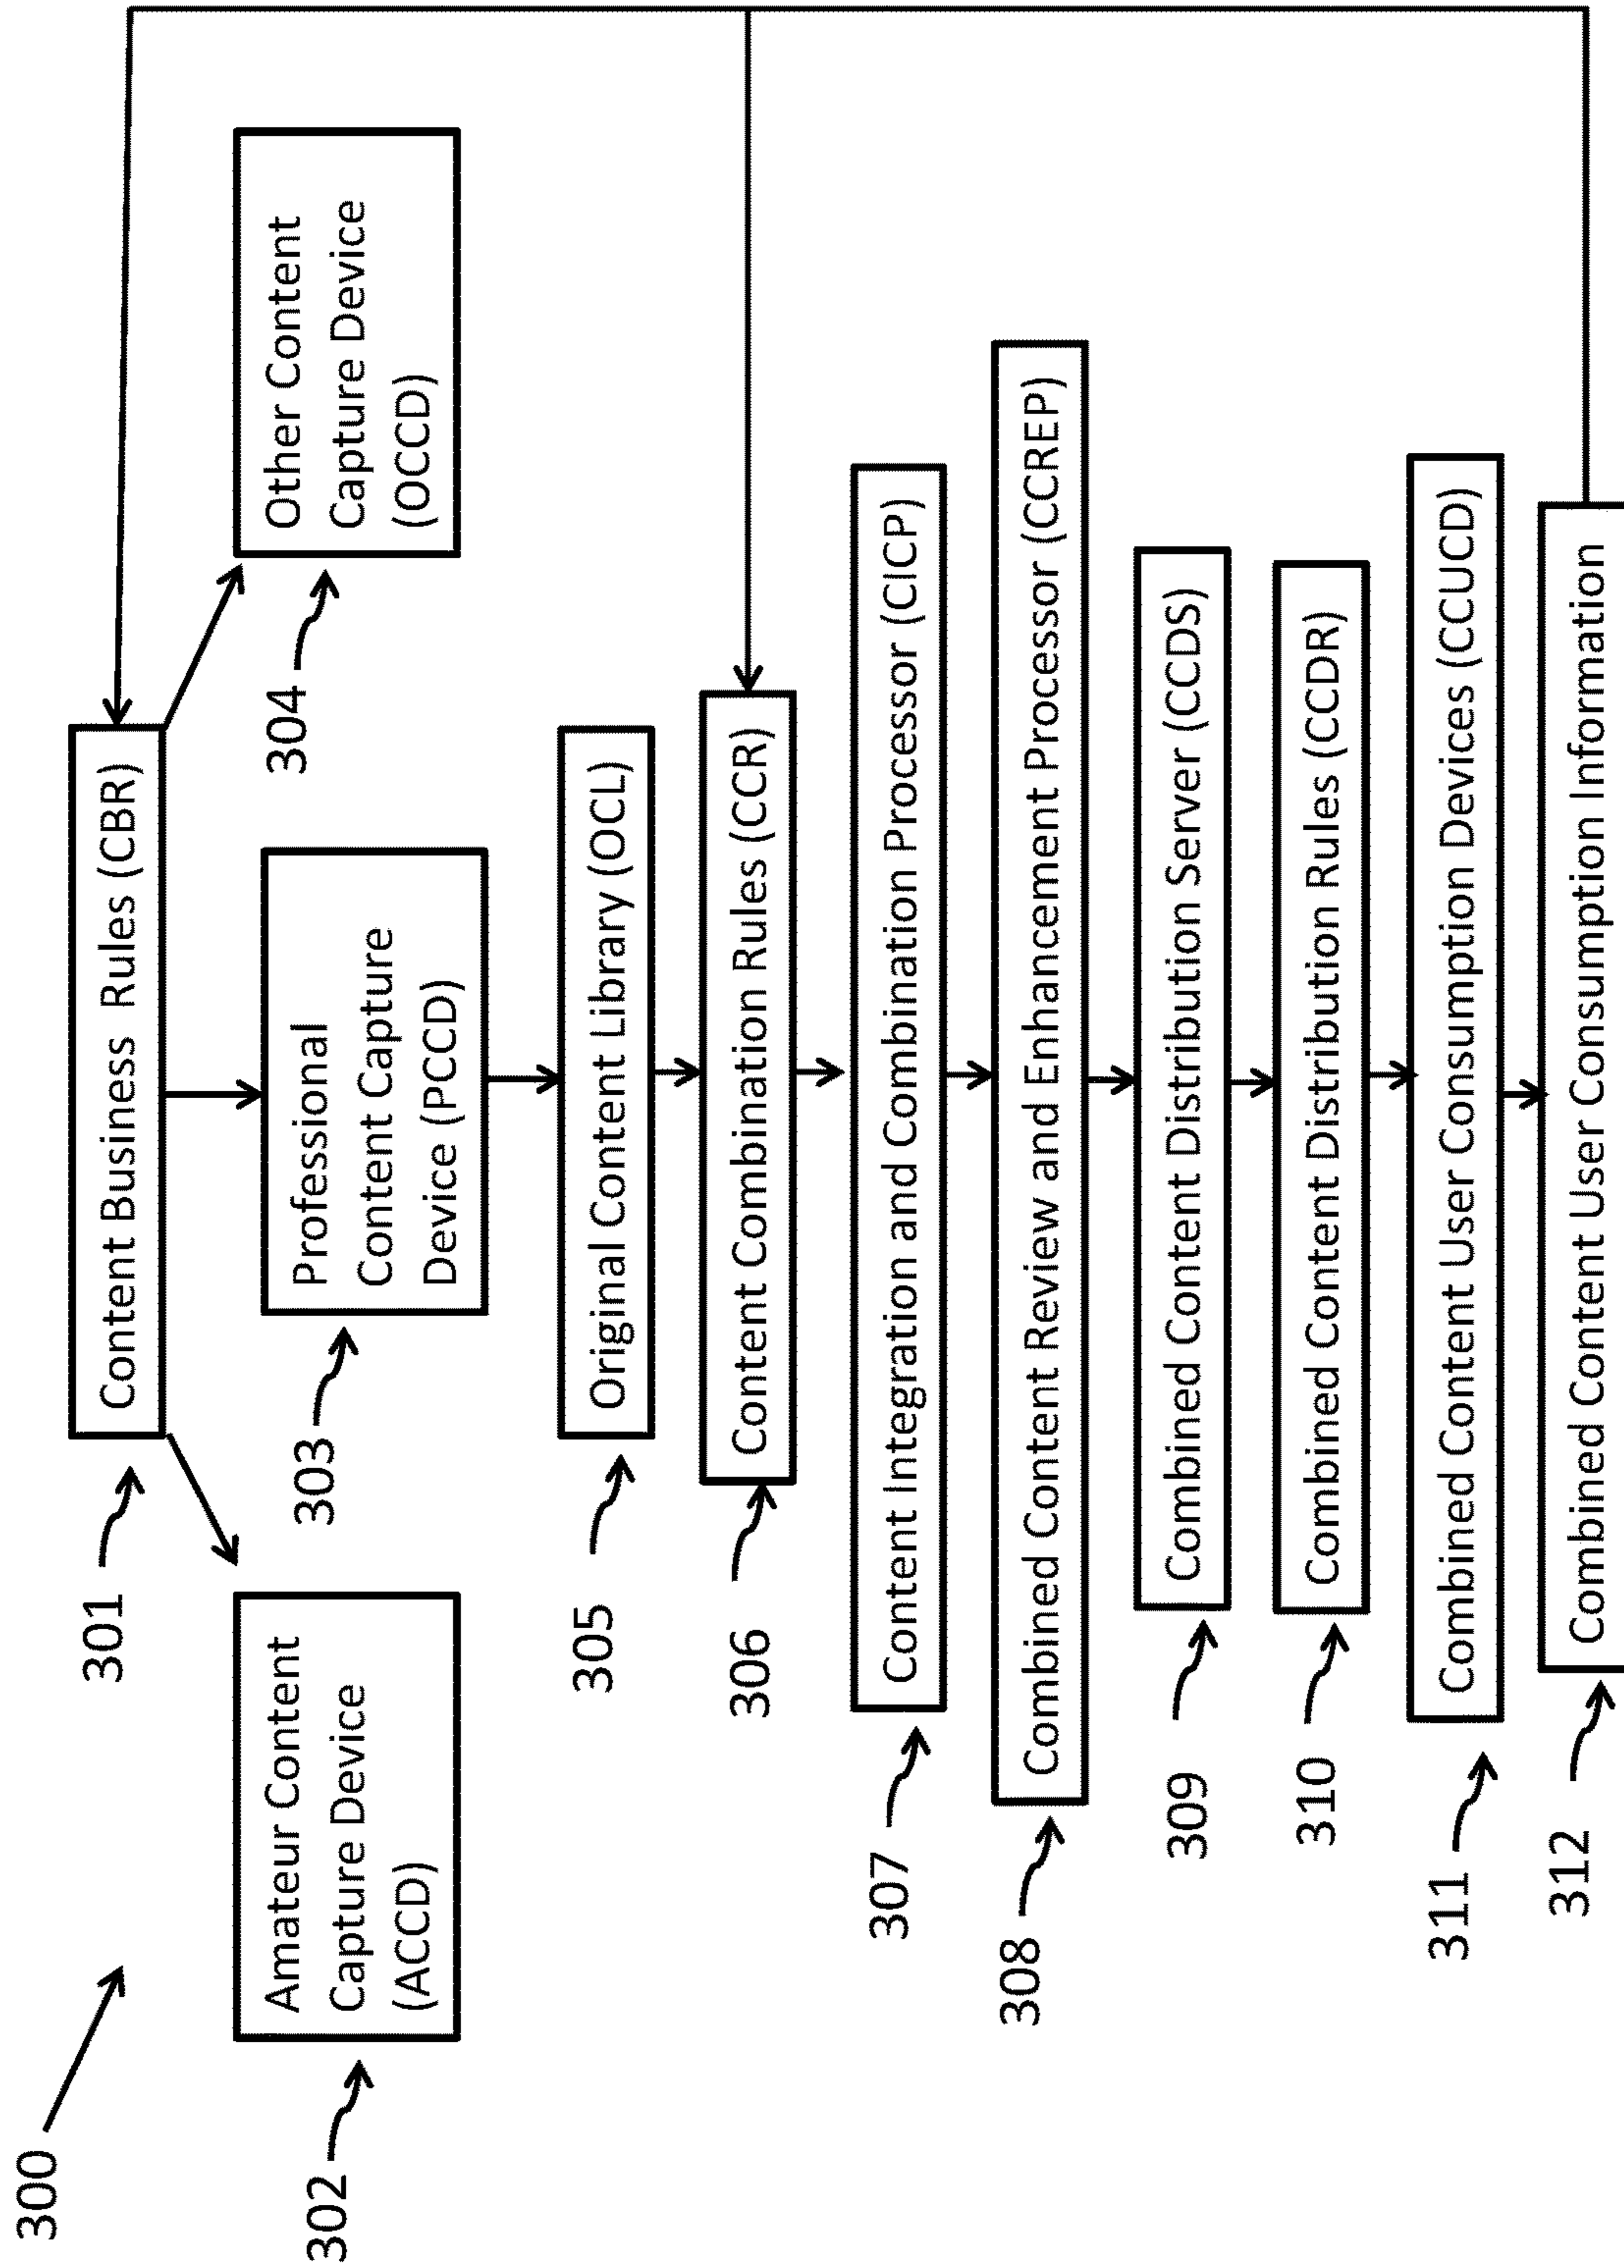 300
301
Content Business Rules (CBR)
302
Amateur Content
Capture Device
(ACCD)
303
Professional
Content Capture
Device (PCCD)
304
Other Content
Capture Device
(OCCD)
305
Original Content Library (OCL)
306
Content Combination Rules (CCR)
307
Content Integration and Combination Processor (CICP)
308
Combined Content Review and Enhancement Processor (CCREP)
309
Combined Content Distribution Server (CCDS)
310
Combined Content Distribution Rules (CCDR)
311
Combined Content User Consumption Devices (CCUCD)
312
Combined Content User Consumption Information